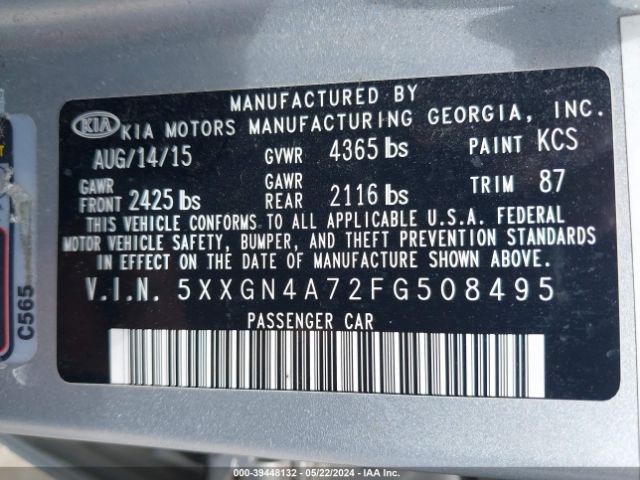 MANUFACTURED BY
KIA KIA MOTORS MANUFACTURING GEORGIA, INC.
AUG/14/15 GVWR 4365 lbs PAINT KCS
GAWR FRONT 2425 lbs GAWR REAR 2116 lbs TRIM 87
THIS VEHICLE CONFORMS TO ALL APPLICABLE U.S.A. FEDERAL
MOTOR VEHICLE SAFETY, BUMPER, AND THEFT PREVENTION STANDARDS
IN EFFECT ON THE DATE OF MANUFACTURE SHOWN ABOVE.
V.I.N. 5XXGN4A72FG508495
PASSENGER CAR
C565
000-39448132 - 05/22/2024 - IAA Inc.